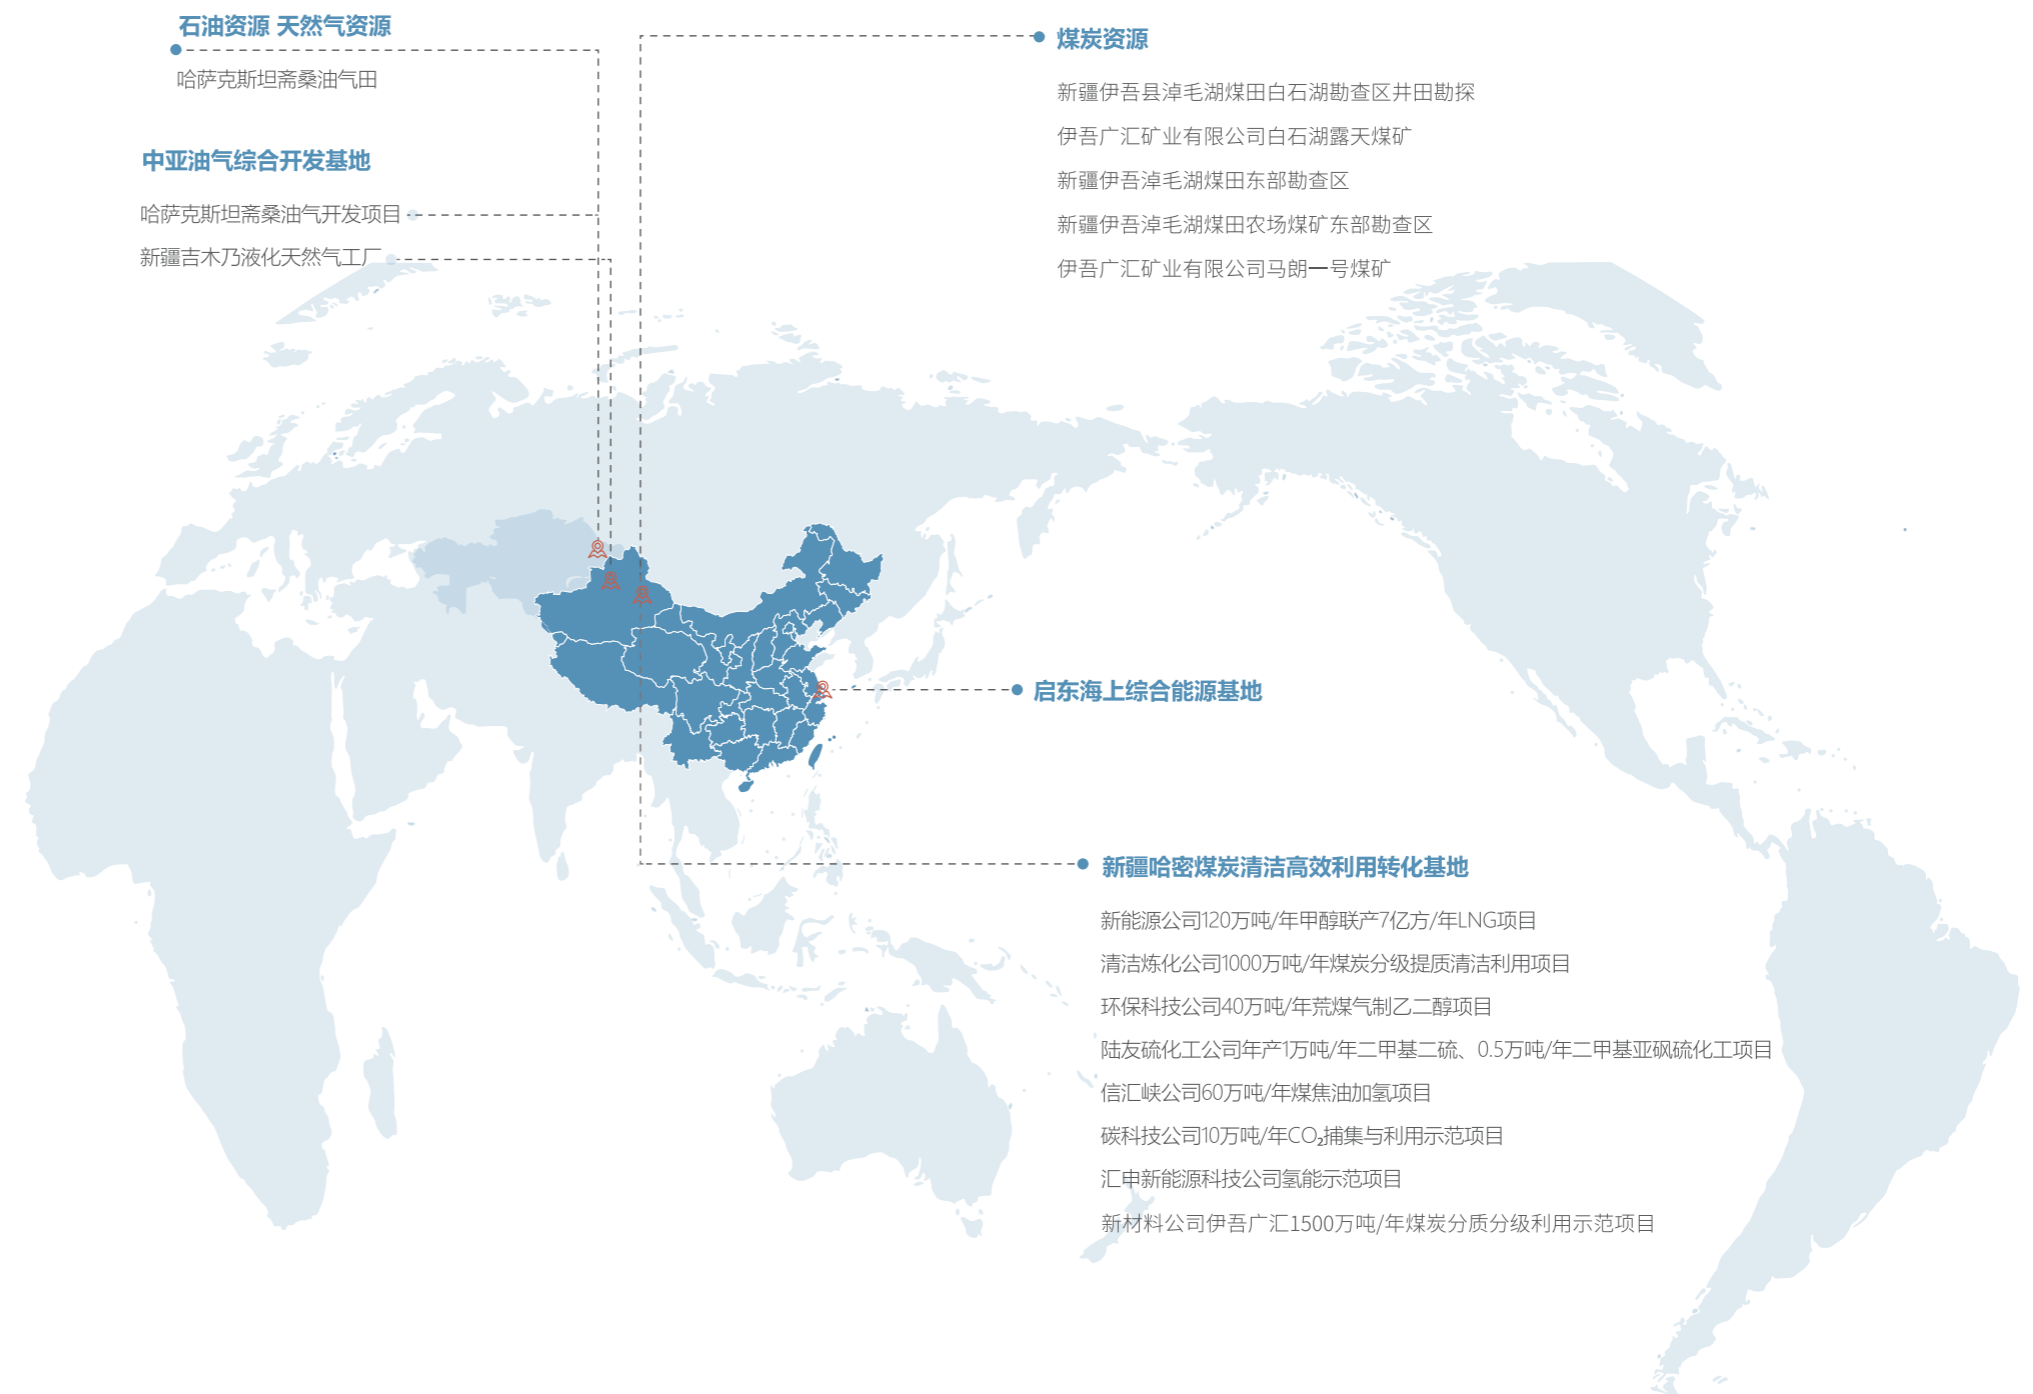 石油资源 天然气资源
哈萨克斯坦斋桑油气田
中亚油气综合开发基地
哈萨克斯坦斋桑油气开发项目
新疆吉木乃液化天然气工厂
煤炭资源
新疆伊吾县淖毛湖煤田白石湖勘查区井田勘探
伊吾广汇矿业有限公司白石湖露天煤矿
新疆伊吾淖毛湖煤田东部勘查区
新疆伊吾淖毛湖煤田农场煤矿东部勘查区
伊吾广汇矿业有限公司马朗一号煤矿
启东海上综合能源基地
新疆哈密煤炭清洁高效利用转化基地
新能源公司120万吨/年甲醇联产7亿方/年LNG项目
清洁炼化公司1000万吨/年煤炭分级提质清洁利用项目
环保科技公司40万吨/年荒煤气制乙二醇项目
陆友硫化工公司年产1万吨/年二甲基二硫、0.5万吨/年二甲基亚砜硫化工项目
信汇峡公司60万吨/年煤焦油加氢项目
碳科技公司10万吨/年CO₂捕集与利用示范项目
汇申新能源科技公司氢能示范项目
新材料公司伊吾广汇1500万吨/年煤炭分质分级利用示范项目